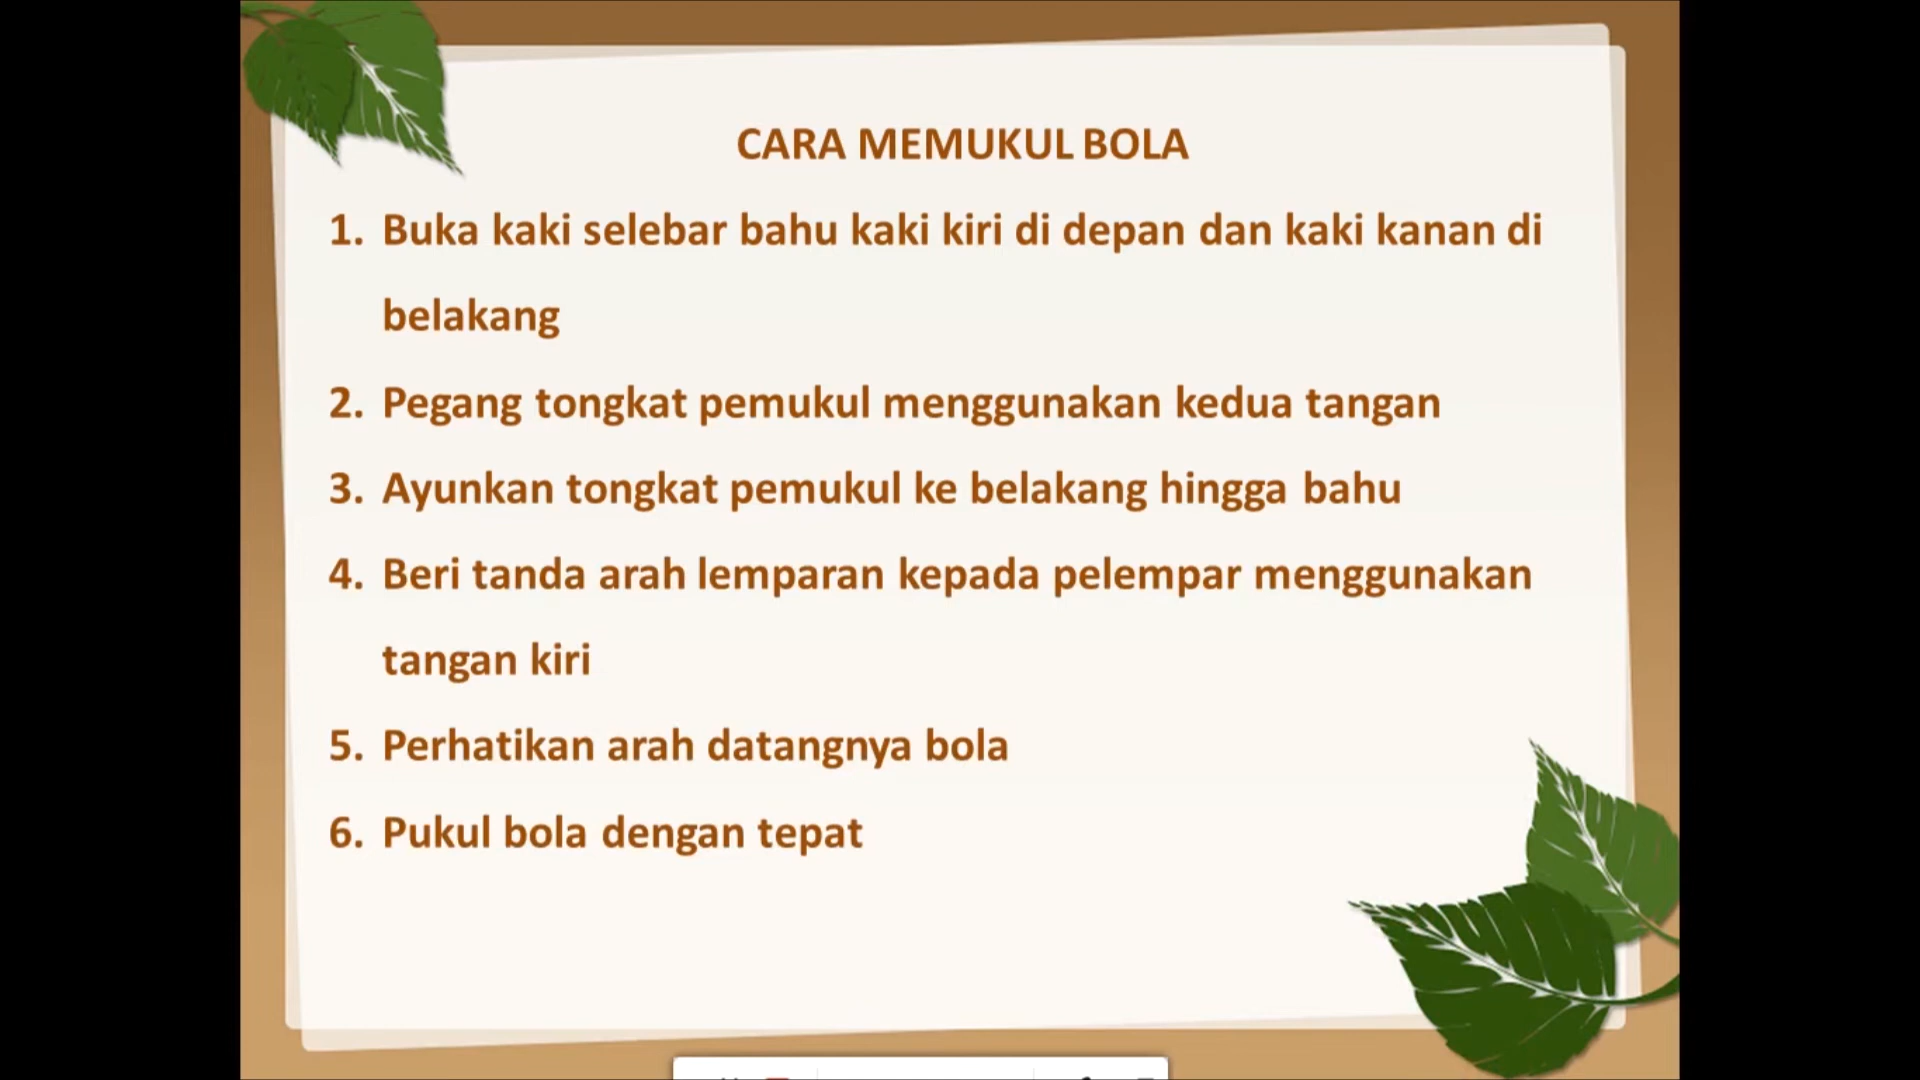 CARA MEMUKUL BOLA
1. Buka kaki selebar bahu kaki kiri di depan dan kaki kanan di
belakang
2. Pegang tongkat pemukul menggunakan kedua tangan
3. Ayunkan tongkat pemukul ke belakang hingga bahu
4. Beri tanda arah lemparan kepada pelempar menggunakan
tangan kiri
5. Perhatikan arah datangnya bola
6. Pukul bola dengan tepat